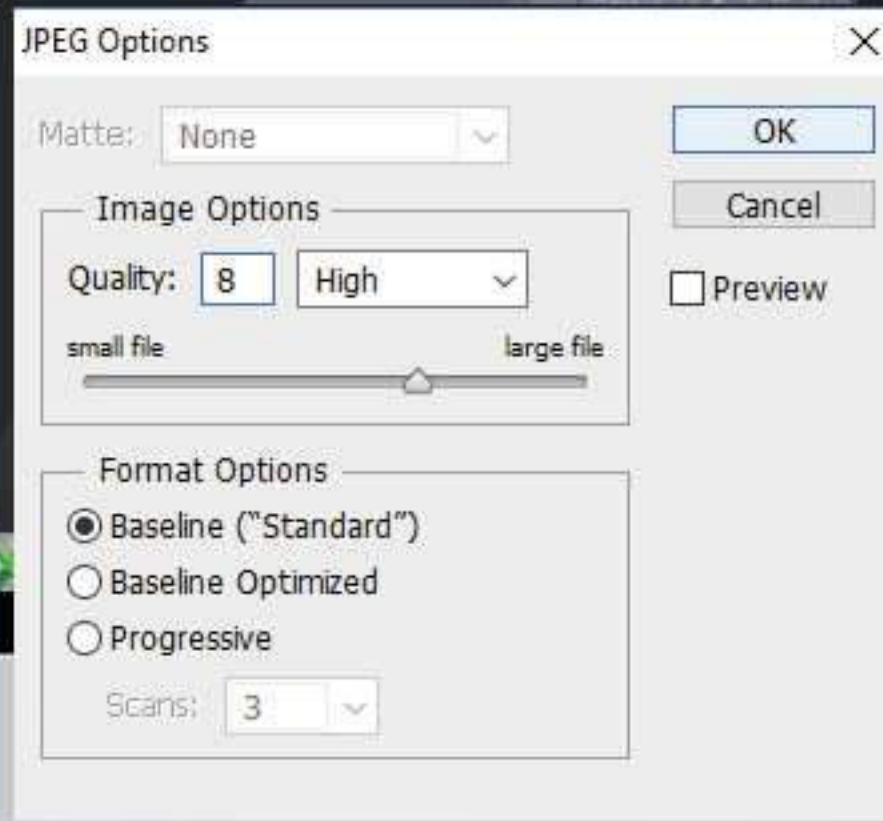 JPEG Options
Matte: None
OK
Cancel
Preview
Image Options
Quality: 8 High
small file large file
Format Options
Baseline (“Standard”)
Baseline Optimized
Progressive
Scans: 3